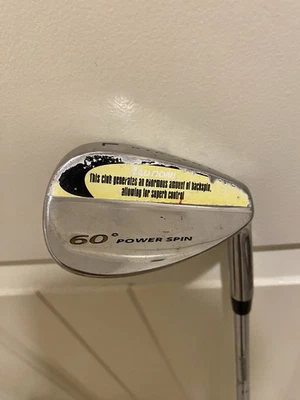 This club generates an enormous amount of backspin,
allowing for superb control
60° POWER SPIN